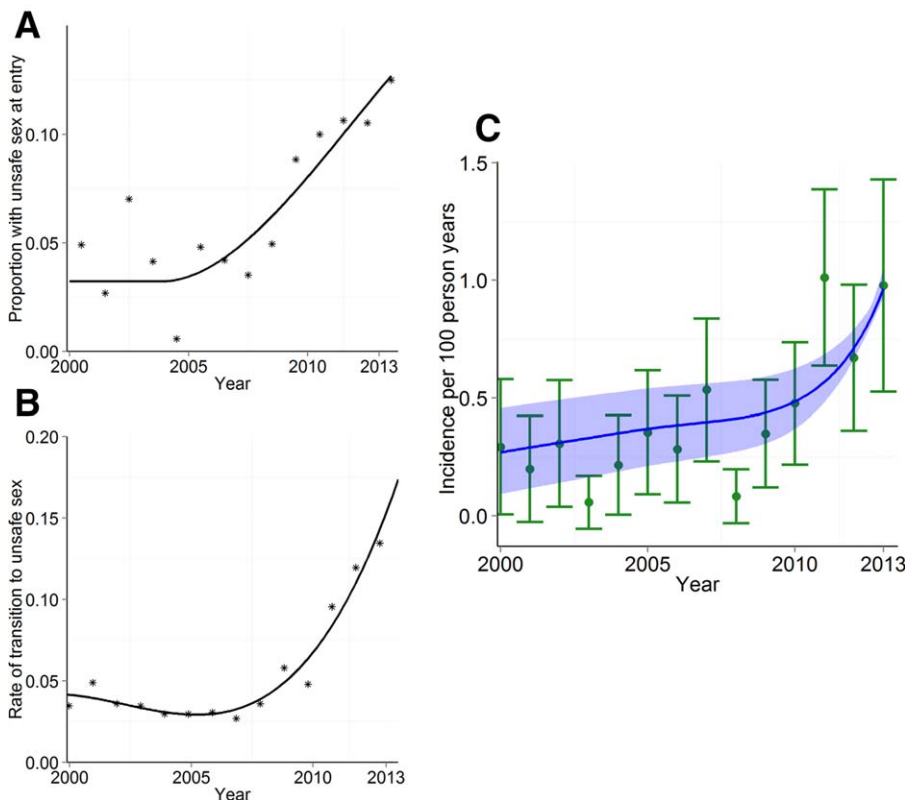 A
Proportion with unsafe sex at entry
0.10
0.05
0.00
2000 2005 2010 2013
Year
B
Rate of transition to unsafe sex
0.20
0.15
0.10
0.05
0.00
2000 2005 2010 2013
Year
C
Incidence per 100 person years
1.5
1.0
0.5
0.0
2000 2005 2010 2013
Year